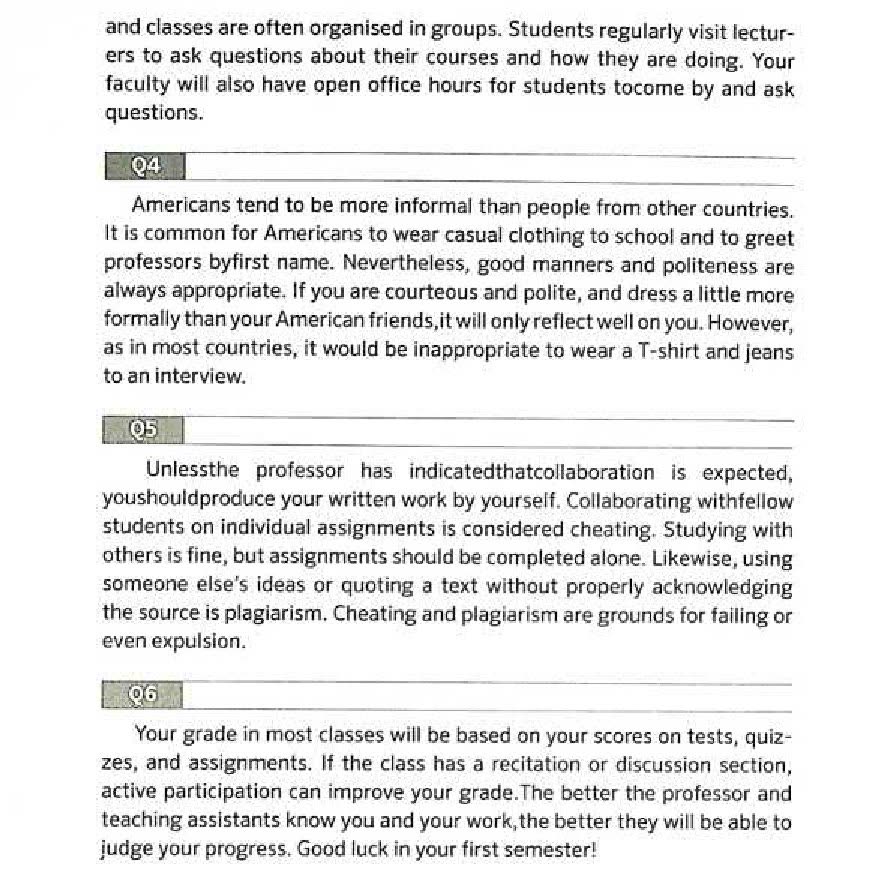 and classes are often organised in groups. Students regularly visit lectur-
ers to ask questions about their courses and how they are doing. Your
faculty will also have open office hours for students tocome by and ask
questions.
Q4
Americans tend to be more informal than people from other countries.
It is common for Americans to wear casual clothing to school and to greet
professors byfirst name. Nevertheless, good manners and politeness are
always appropriate. If you are courteous and polite, and dress a little more
formally than your American friends,it will only reflect well on you. However,
as in most countries, it would be inappropriate to wear a T-shirt and jeans
to an interview.
Q5
Unlessthe professor has indicatedthatcollaboration is expected,
youshouldproduce your written work by yourself. Collaborating withfellow
students on individual assignments is considered cheating. Studying with
others is fine, but assignments should be completed alone. Likewise, using
someone else's ideas or quoting a text without properly acknowledging
the source is plagiarism. Cheating and plagiarism are grounds for failing or
even expulsion.
Q6
Your grade in most classes will be based on your scores on tests, quiz-
zes, and assignments. If the class has a recitation or discussion section,
active participation can improve your grade.The better the professor and
teaching assistants know you and your work,the better they will be able to
judge your progress. Good luck in your first semester!